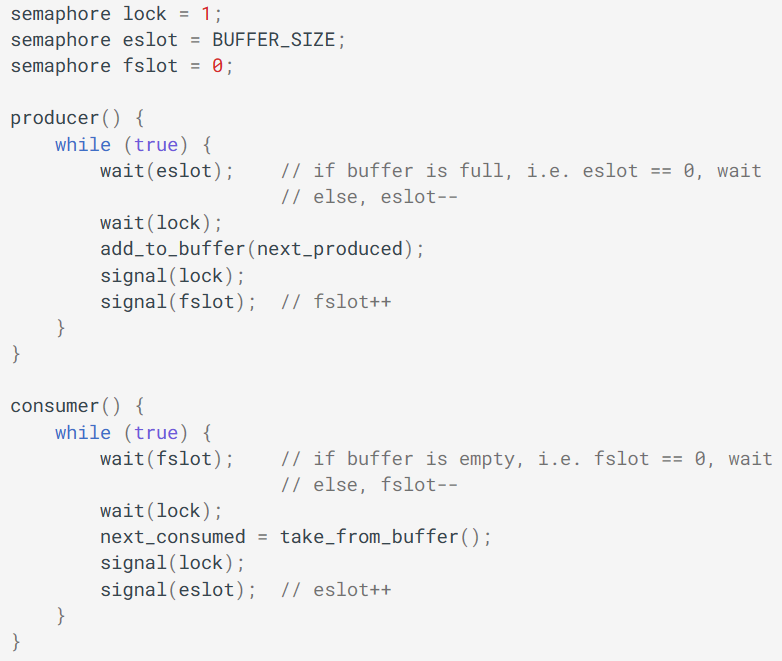 semaphore lock = 1;
semaphore eslot = BUFFER_SIZE;
semaphore fslot = 0;

producer() {
    while (true) {
        wait(eslot);    // if buffer is full, i.e. eslot == 0, wait
                        // else, eslot--
        wait(lock);
        add_to_buffer(next_produced);
        signal(lock);
        signal(fslot);  // fslot++
    }
}

consumer() {
    while (true) {
        wait(fslot);    // if buffer is empty, i.e. fslot == 0, wait
                        // else, fslot--
        wait(lock);
        next_consumed = take_from_buffer();
        signal(lock);
        signal(eslot);  // eslot++
    }
}